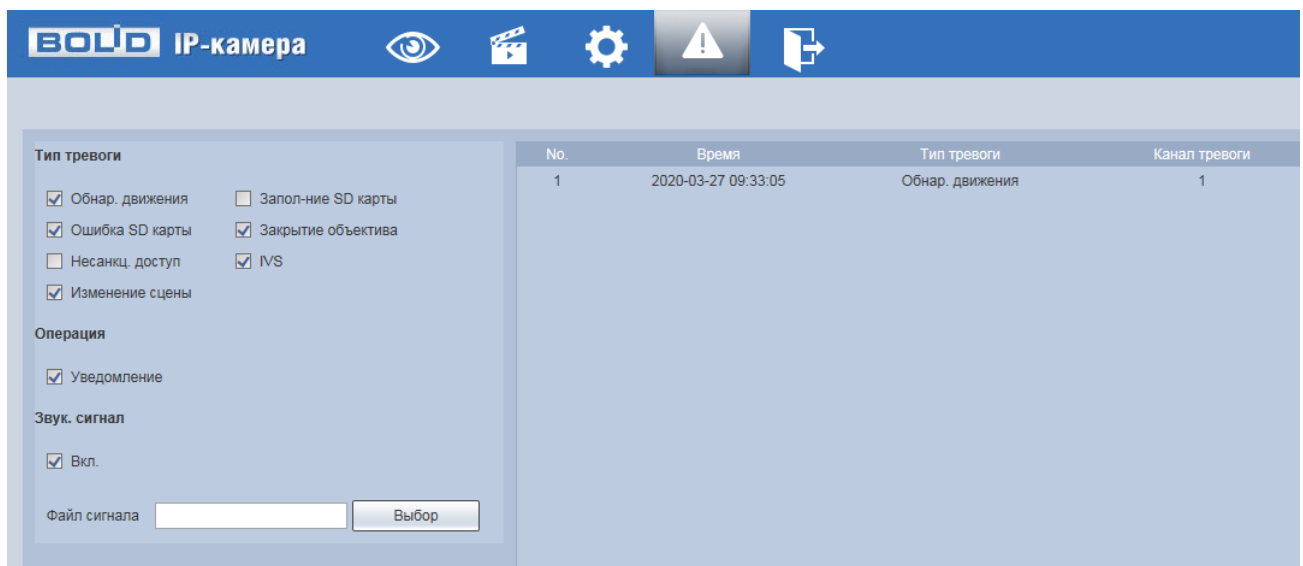 BOLID IP-камера
Тип тревоги
Обнар. движения Запол-ние SD карты
Ошибка SD карты Закрытие объектива
Несанкц. доступ IVS
Изменение сцены
Операция
Уведомление
Звук. сигнал
Вкл.
Файл сигнала Выбор
No. Время Тип тревоги Канал тревоги
1 2020-03-27 09:33:05 Обнар. движения 1